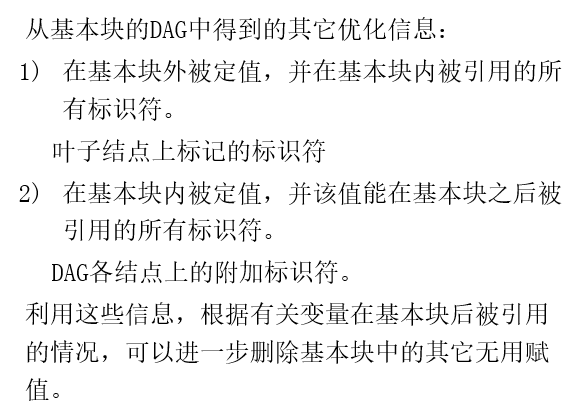 从基本块的DAG中得到的其它优化信息：
1) 在基本块外被定值，并在基本块内被引用的所
有标识符。
叶子结点上标记的标识符
2) 在基本块内被定值，并该值能在基本块之后被
引用的所有标识符。
DAG各结点上的附加标识符。
利用这些信息，根据有关变量在基本块后被引用
的情况，可以进一步删除基本块中的其它无用赋
值。